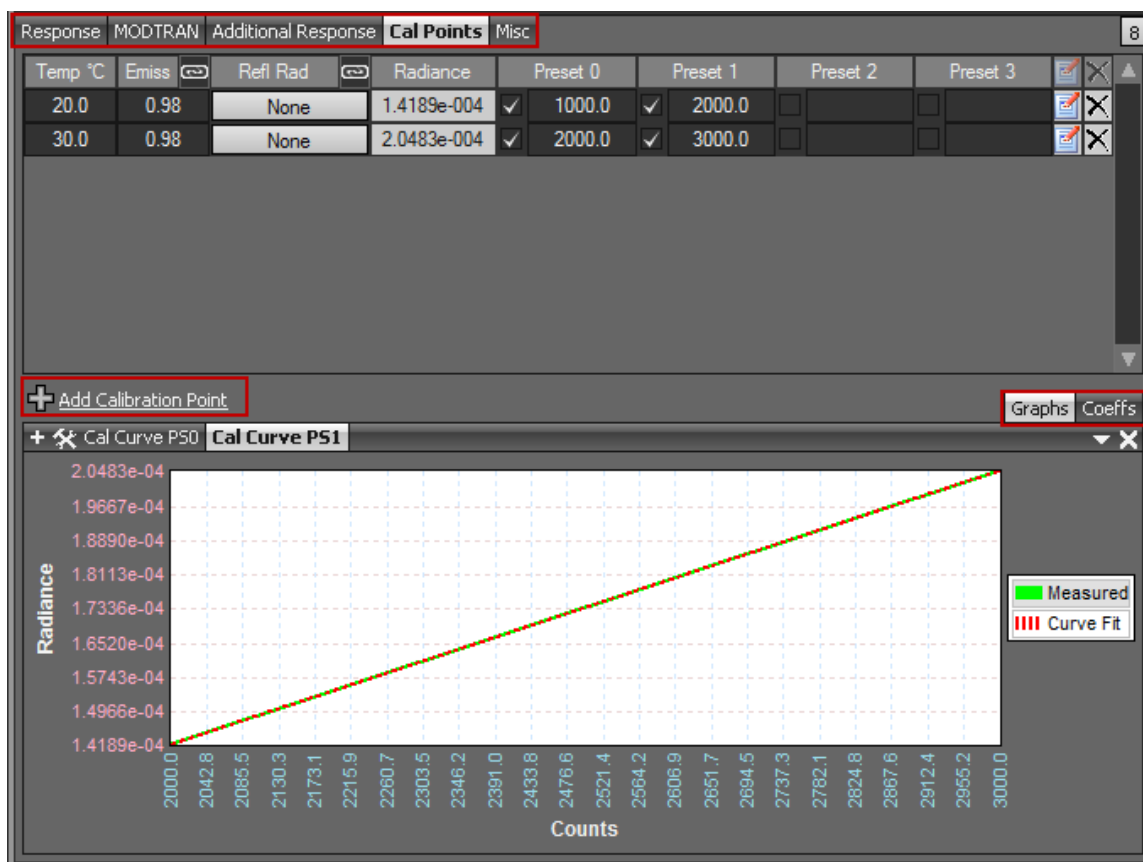 Response MODTRAN Additional Response Cal Points Misc 8
Temp °C Emiss Refl Rad Radiance Preset 0 Preset 1 Preset 2 Preset 3
20.0 0.98 None 1.4189e-004 1000.0 2000.0
30.0 0.98 None 2.0483e-004 2000.0 3000.0
Add Calibration Point
Graphs Coeffs
Cal Curve PS0 Cal Curve PS1
2.0483e-04
1.9667e-04
1.8890e-04
1.8113e-04
1.7336e-04
1.6520e-04
1.5743e-04
1.4966e-04
1.4189e-04
Radiance
Measured
Curve Fit
2000.0 2042.8 2085.5 2130.3 2173.1 2215.9 2260.7 2303.5 2346.2 2391.0 2433.8 2476.6 2521.4 2564.2 2606.9 2651.7 2694.5 2737.3 2782.1 2824.8 2867.6 2912.4 2955.2 3000.0
Counts